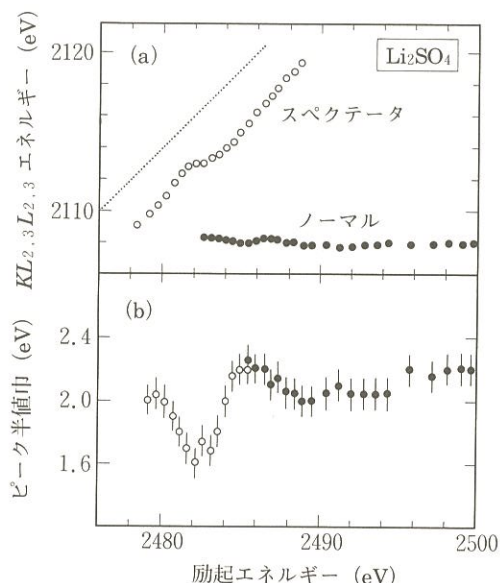 KL2,3L2,3 エネルギー (eV)
2120
2110
(a)
Li2SO4
スペクテータ
ノーマル
ピーク半値巾 (eV)
2.4
2.0
1.6
(b)
2480
2490
2500
励起エネルギー (eV)